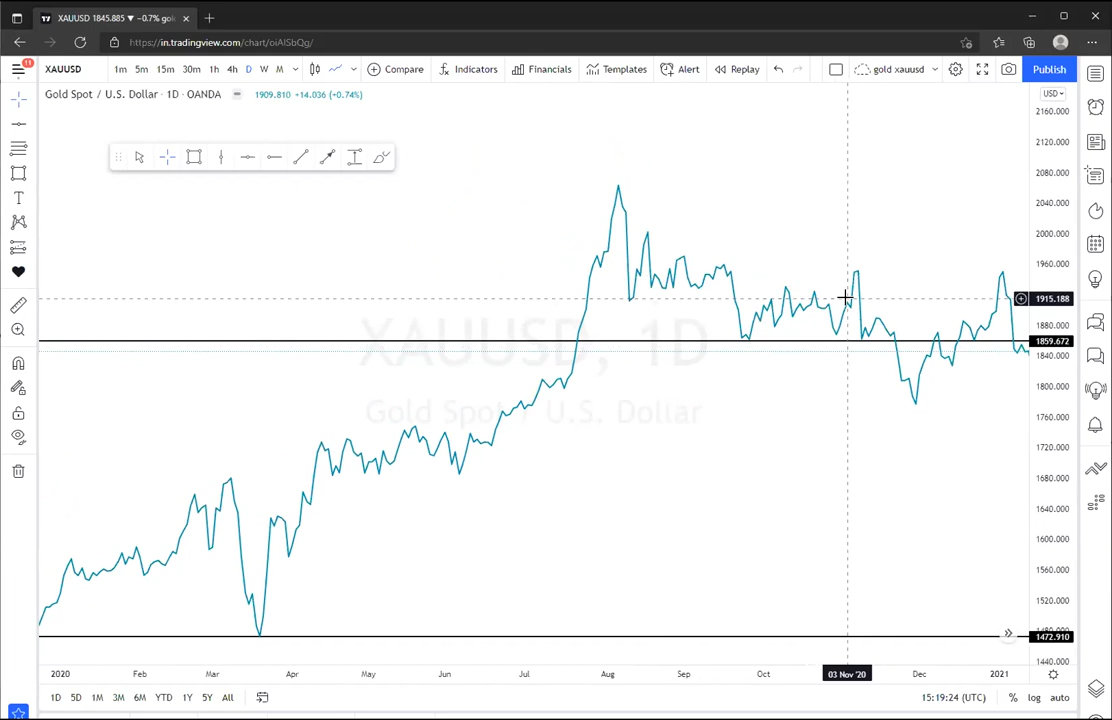 XAUUSD 1845.885 ▼ −0.7% gol
https://in.tradingview.com/chart/oiAISbQg/
11
XAUUSD 1m 5m 15m 30m 1h 4h D W M Compare Indicators Financials Templates Alert Replay gold xauusd Publish
Gold Spot / U.S. Dollar · 1D · OANDA 1909.810 +14.036 (+0.74%)
USD
2160.000
2120.000
2080.000
2040.000
2000.000
1960.000
1915.188
1880.000
1859.672
1840.000
1800.000
1760.000
1720.000
1680.000
1640.000
1600.000
1560.000
1520.000
1480.000
1472.910
1440.000
XAUUSD, 1D
Gold Spot / U.S. Dollar
2020 Feb Mar Apr May Jun Jul Aug Sep Oct 03 Nov '20 Dec 2021
1D 5D 1M 3M 6M YTD 1Y 5Y All 15:19:24 (UTC) % log auto